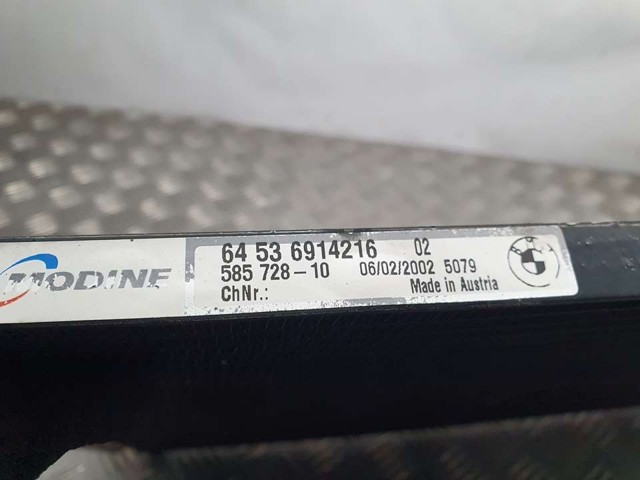 MODINE
64 53 6914216 02
585 728-10 06/02/2002 5079
ChNr.: Made in Austria